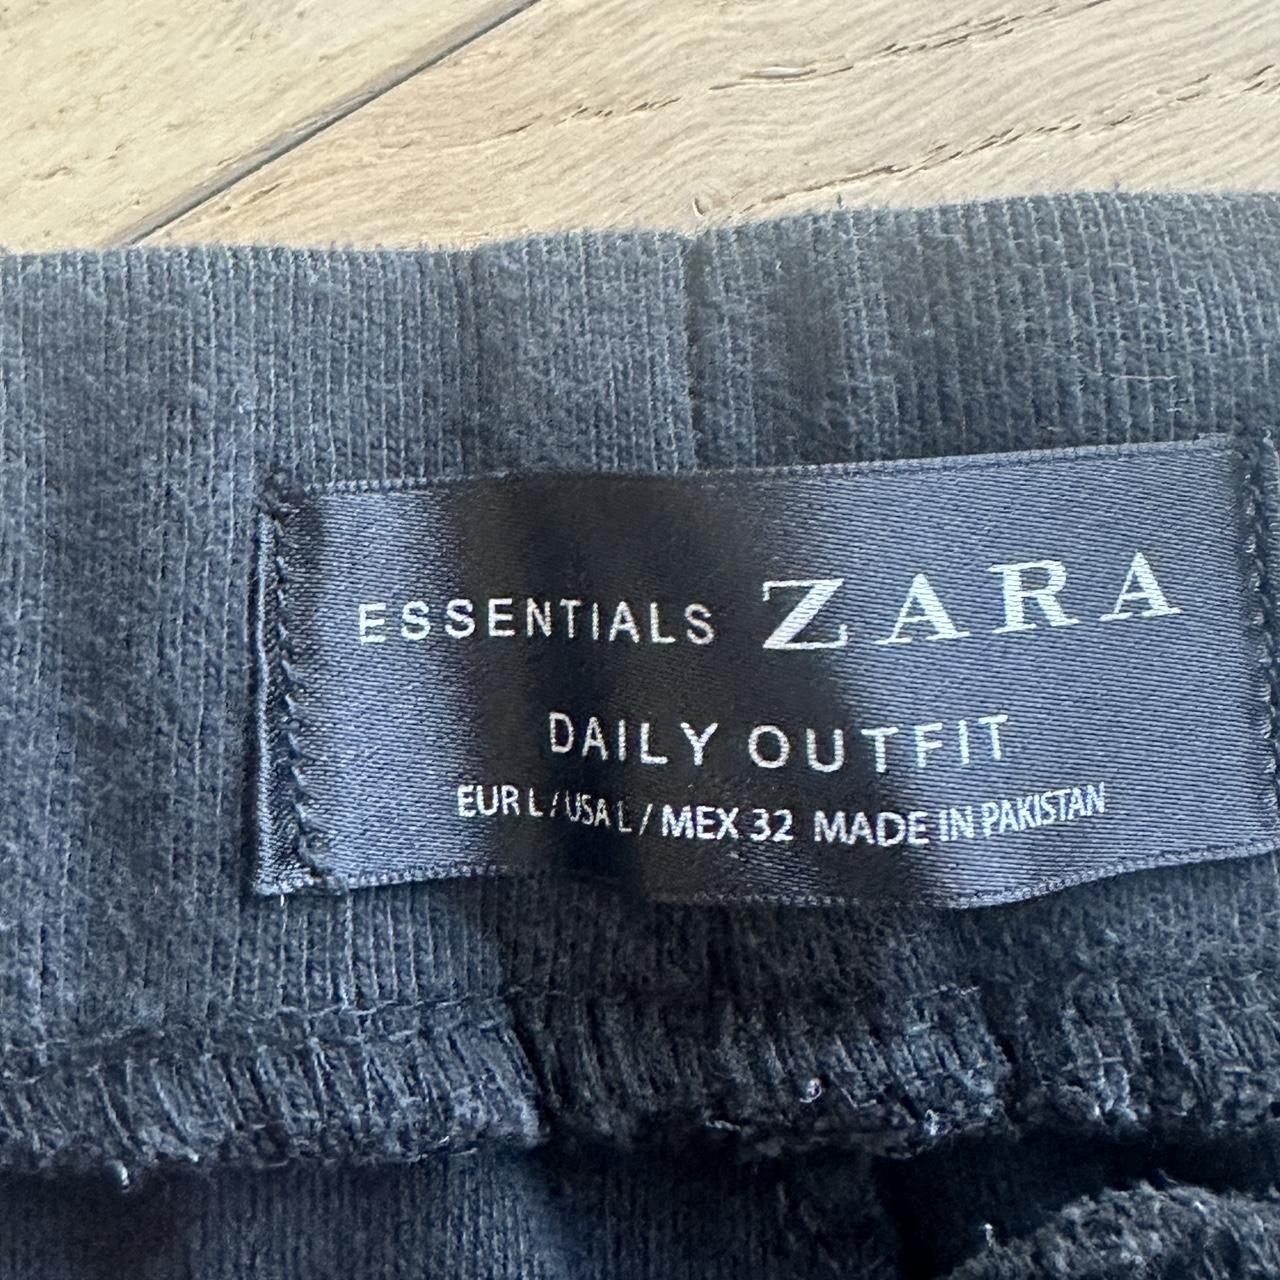 ESSENTIALS ZARA
DAILY OUTFIT
EUR L / USA L / MEX 32 MADE IN PAKISTAN